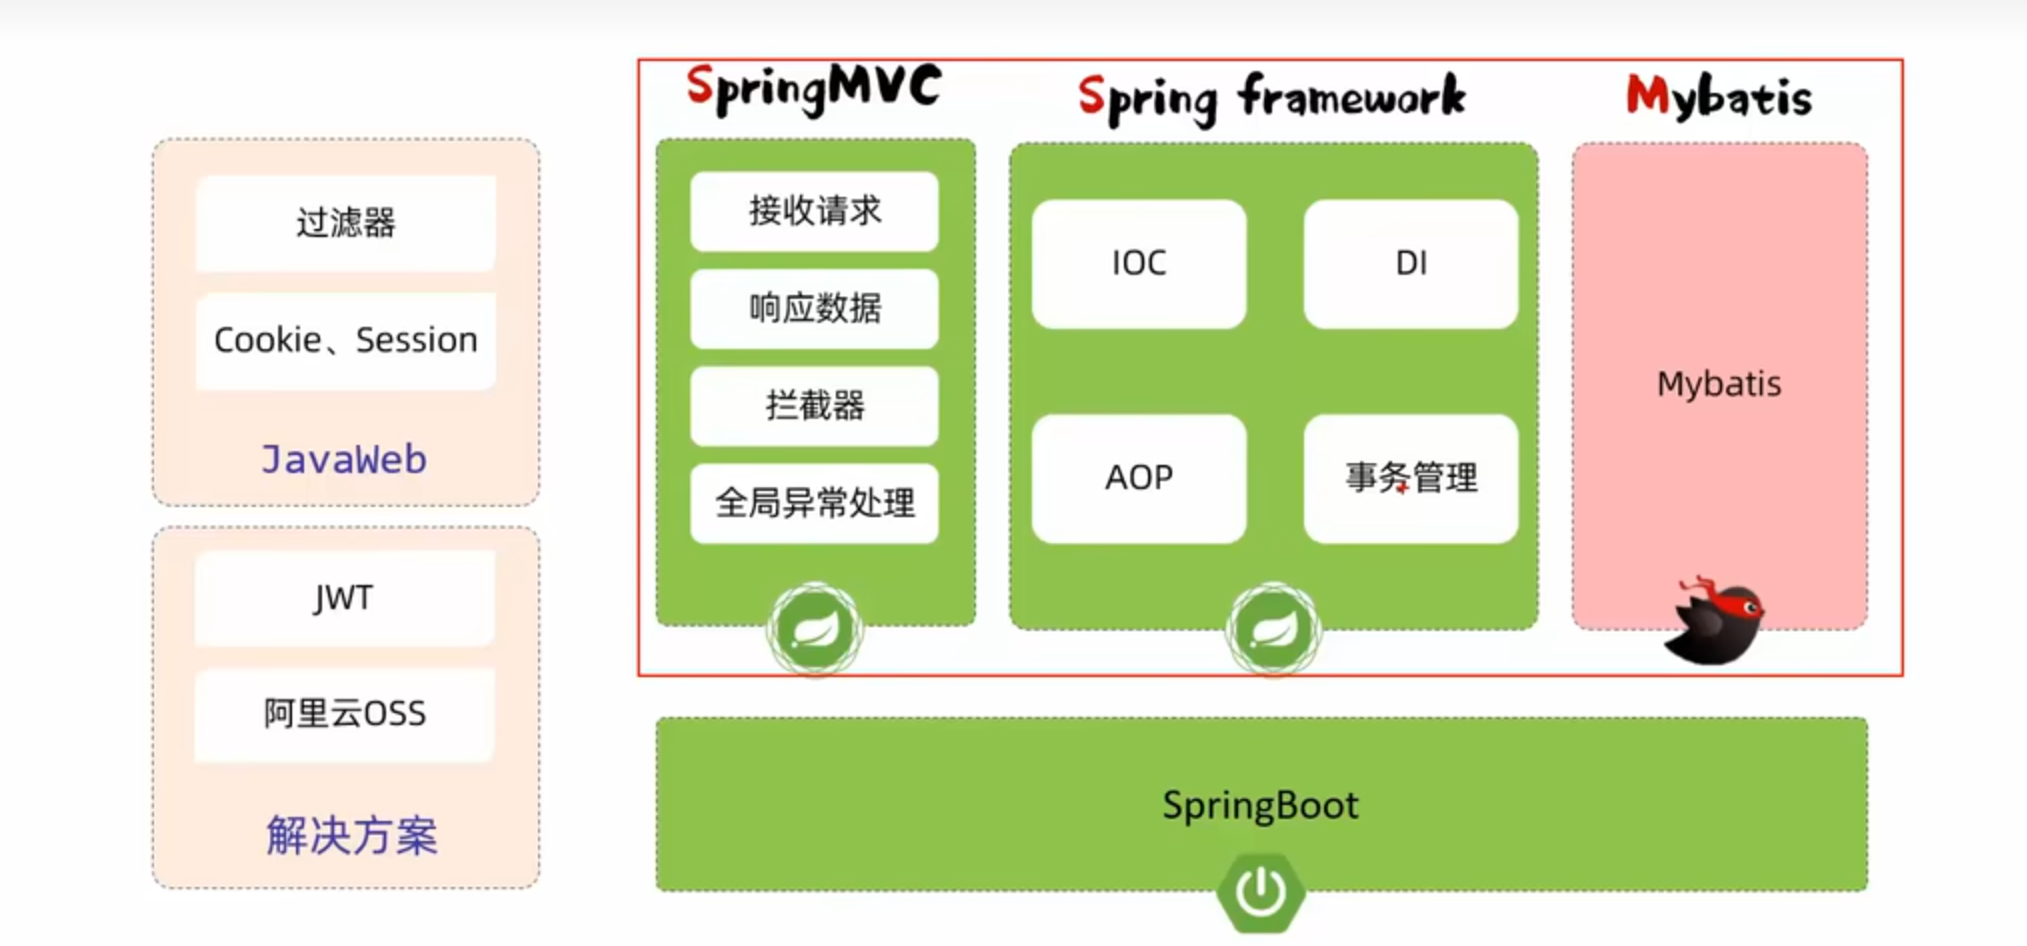 SpringMVC
Spring framework
Mybatis
过滤器
Cookie、Session
JavaWeb
JWT
阿里云OSS
解决方案
接收请求
响应数据
拦截器
全局异常处理
IOC
DI
AOP
事务管理
Mybatis
SpringBoot